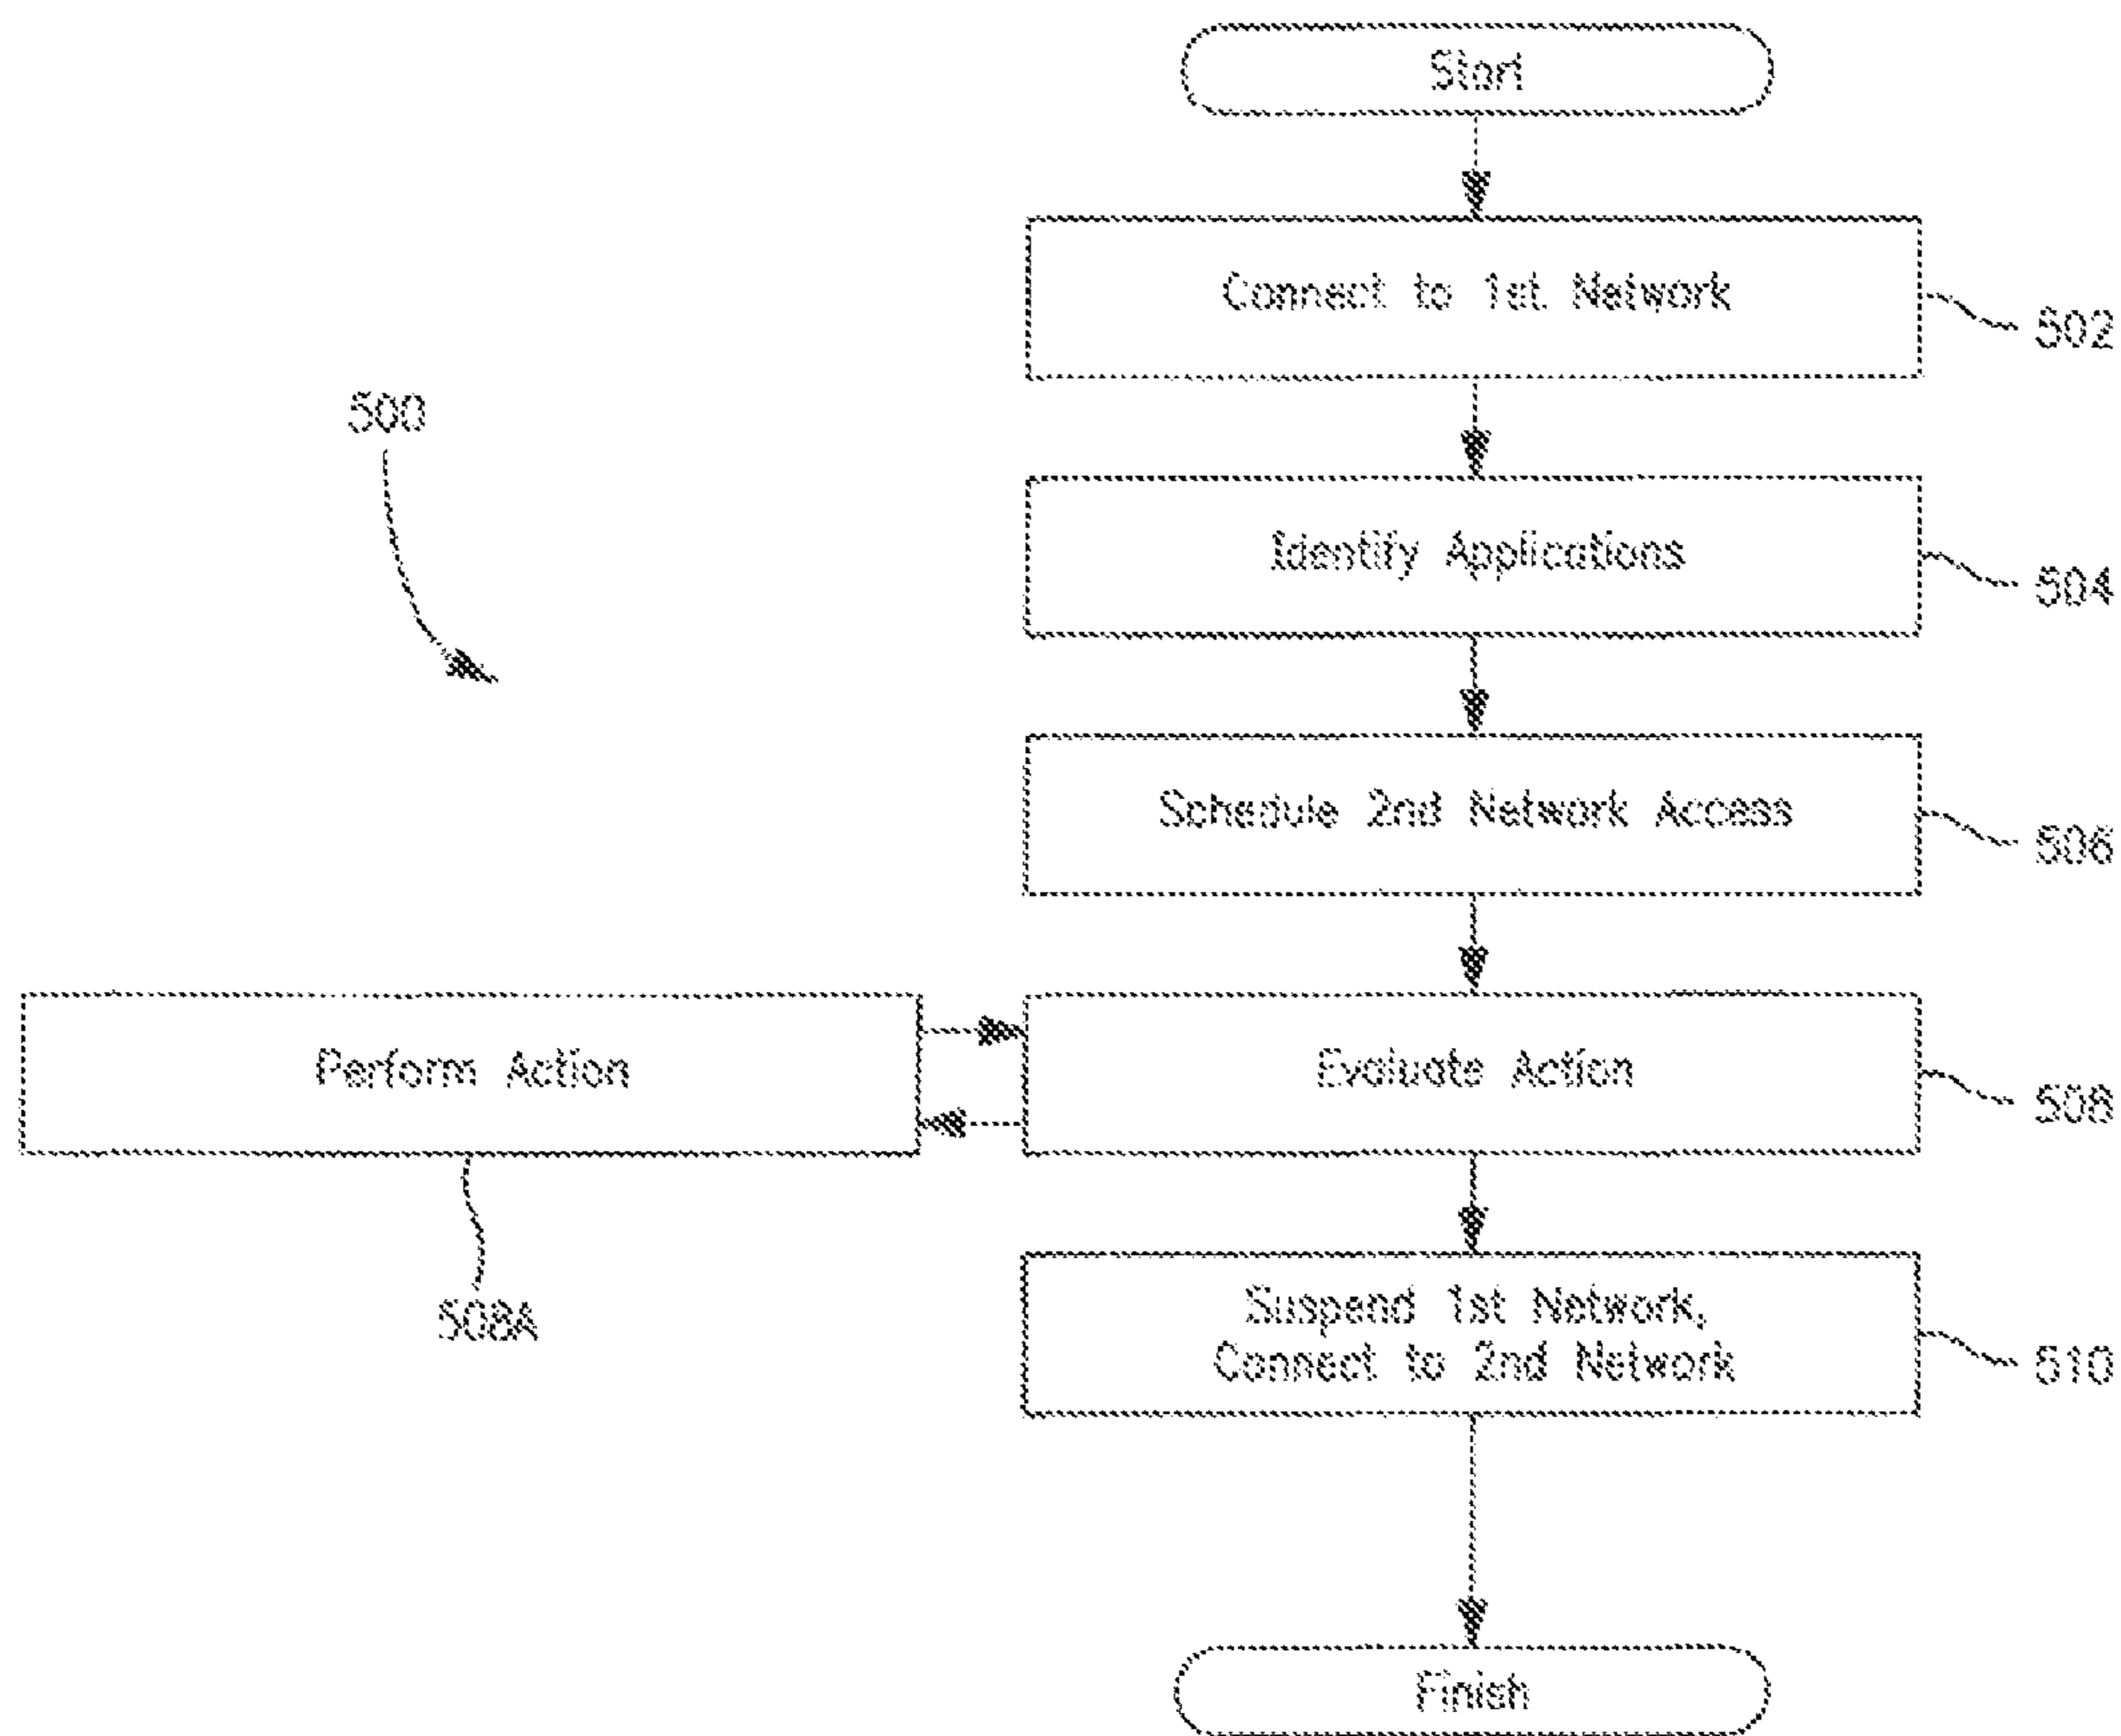 Start
Connect to 1st Network
502
500
Identify Applications
504
Schedule 2nd Network Access
506
Perform Action
Evaluate Action
508
508A
Suspend 1st Network,
Connect to 2nd Network
510
Finish